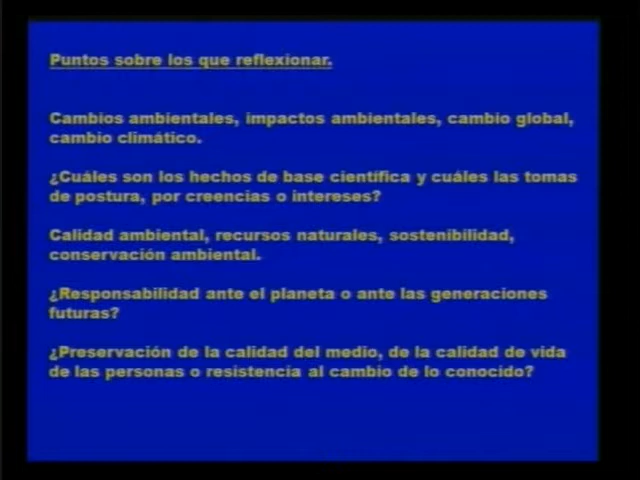 Puntos sobre los que reflexionar.
Cambios ambientales, impactos ambientales, cambio global,
cambio climático.
¿Cuáles son los hechos de base científica y cuáles las tomas
de postura, por creencias o intereses?
Calidad ambiental, recursos naturales, sostenibilidad,
conservación ambiental.
¿Responsabilidad ante el planeta o ante las generaciones
futuras?
¿Preservación de la calidad del medio, de la calidad de vida
de las personas o resistencia al cambio de lo conocido?